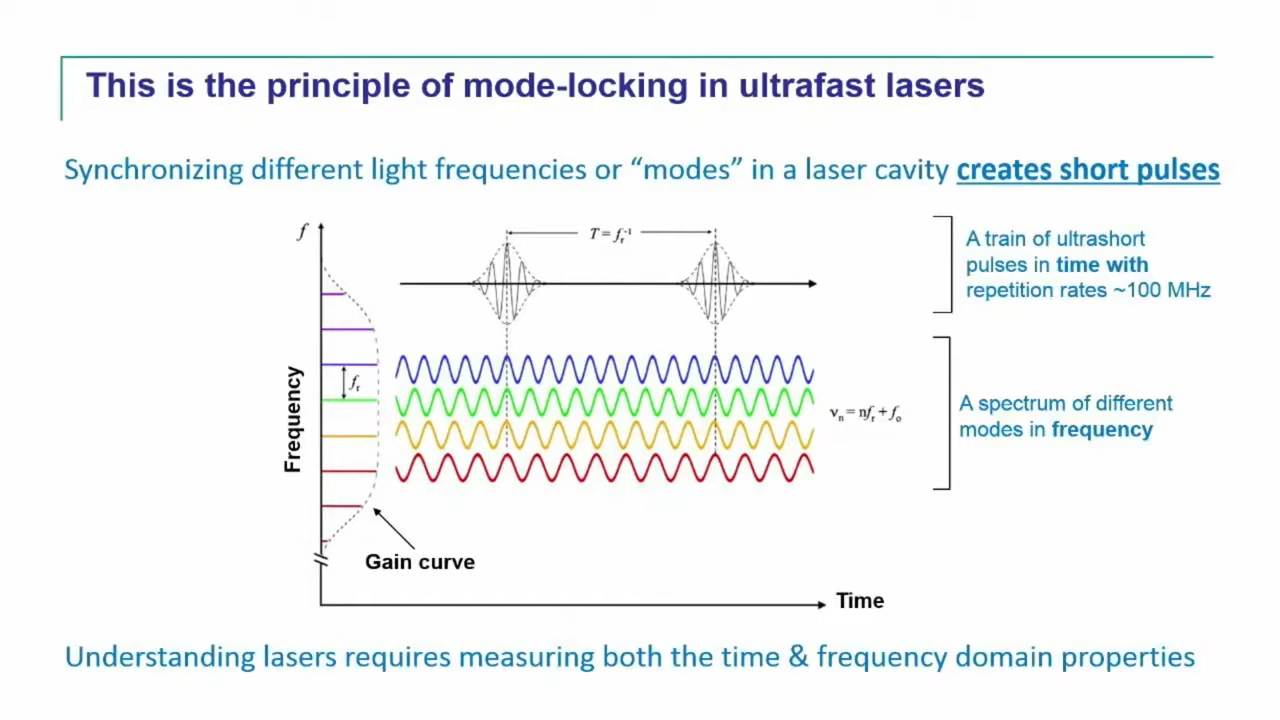 This is the principle of mode-locking in ultrafast lasers
Synchronizing different light frequencies or “modes” in a laser cavity creates short pulses
f
T = fᵣ⁻¹
A train of ultrashort
pulses in time with
repetition rates ~100 MHz
fᵣ
Frequency
νₙ = nfᵣ + fₒ
A spectrum of different
modes in frequency
Gain curve
Time
Understanding lasers requires measuring both the time & frequency domain properties